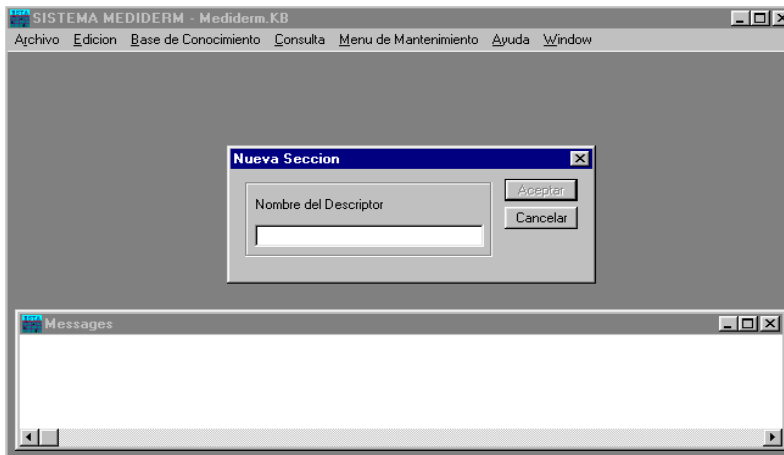 SISTEMA MEDIDERM - Mediderm.KB
Archivo Edicion Base de Conocimiento Consulta Menu de Mantenimiento Ayuda Window
Nueva Seccion
Nombre del Descriptor
Aceptar
Cancelar
Messages